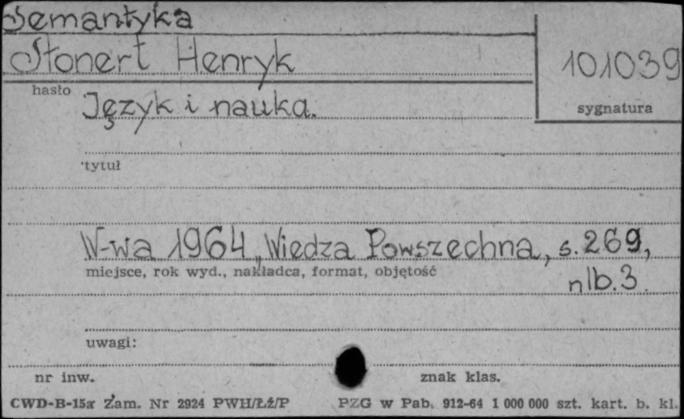 Semantyka
Stonert Henryk
101039
hasło
sygnatura
Język i nauka.
tytuł
W-wa 1964 „Wiedza Powszechna, s. 269,
miejsce, rok wyd., nakładca, format, objętość
nlb. 3.
uwagi:
nr inw.
znak klas.
CWD-B-15a Zam. Nr 2924 PWH/Łź/P
PZG w Pab. 912-64 1 000 000 szt. kart. b. kl.